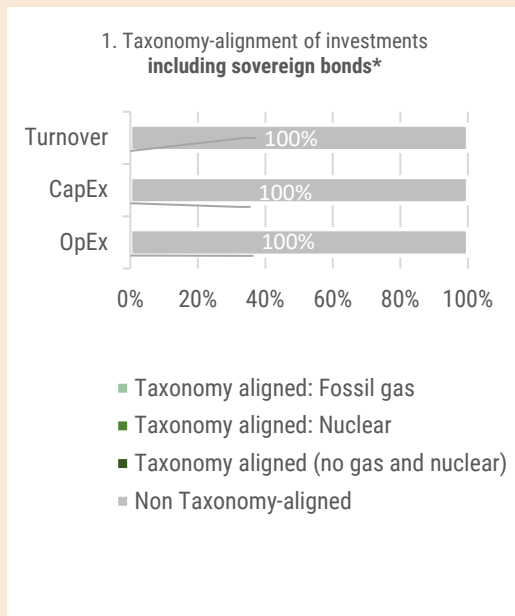 1. Taxonomy-alignment of investments
including sovereign bonds*
Turnover
100%
CapEx
100%
OpEx
100%
0% 20% 40% 60% 80% 100%
Taxonomy aligned: Fossil gas
Taxonomy aligned: Nuclear
Taxonomy aligned (no gas and nuclear)
Non Taxonomy-aligned